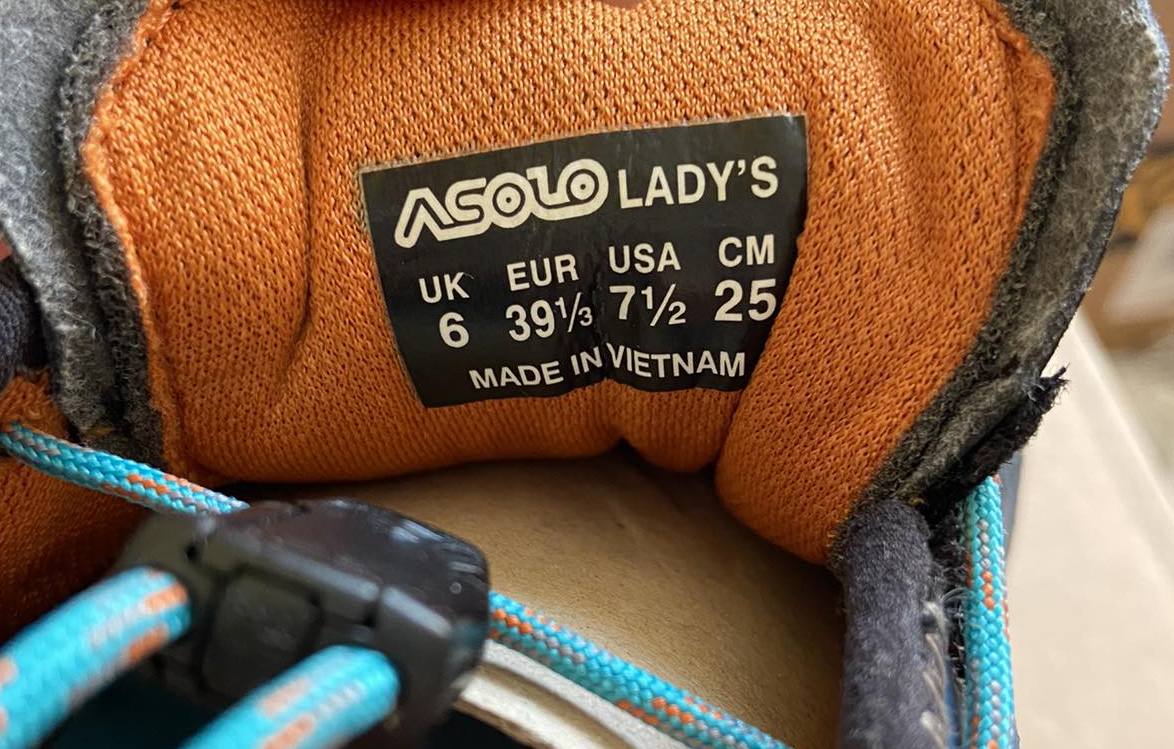 ASOLO LADY'S
UK EUR USA CM
6 39⅓ 7½ 25
MADE IN VIETNAM